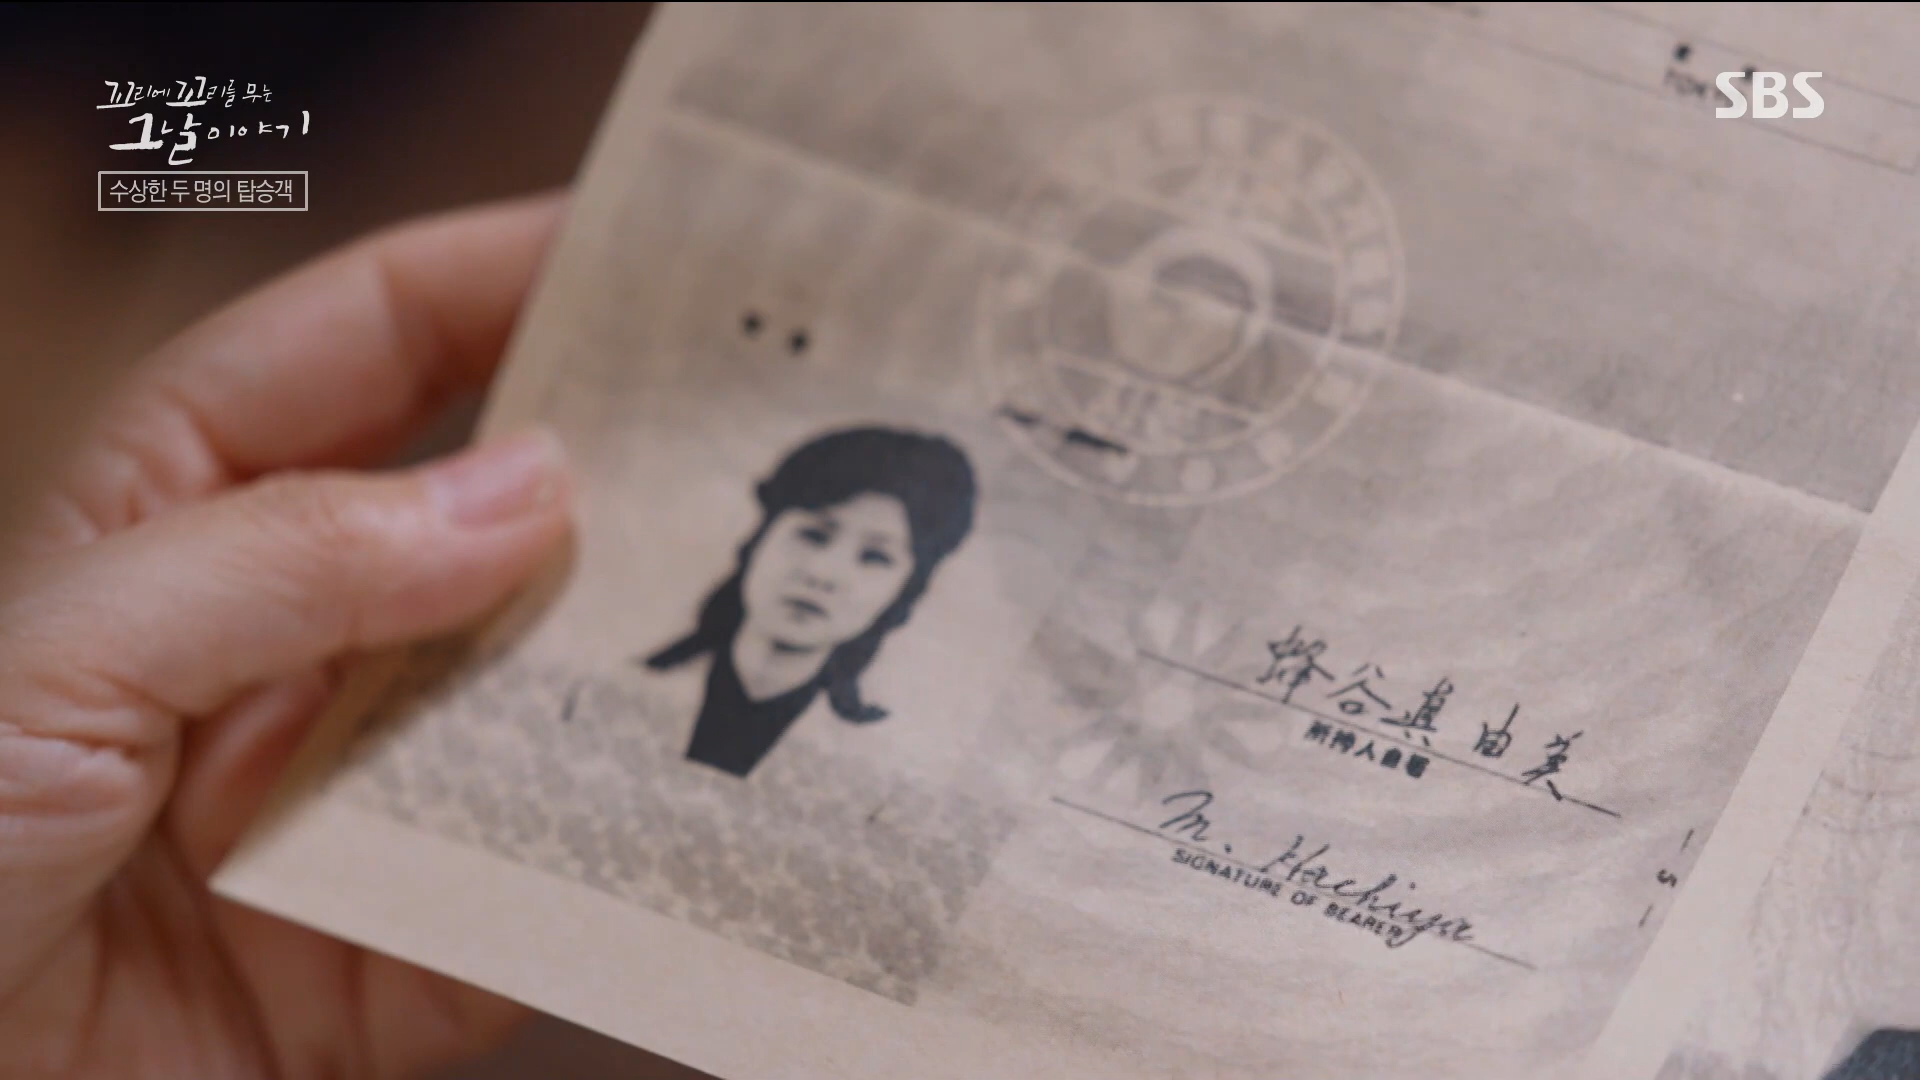 꼬리에 꼬리를 무는
그날 이야기
수상한 두 명의 탑승객
SBS
蜂谷眞由美
所持人自署
M. Hachiya
SIGNATURE OF BEARER